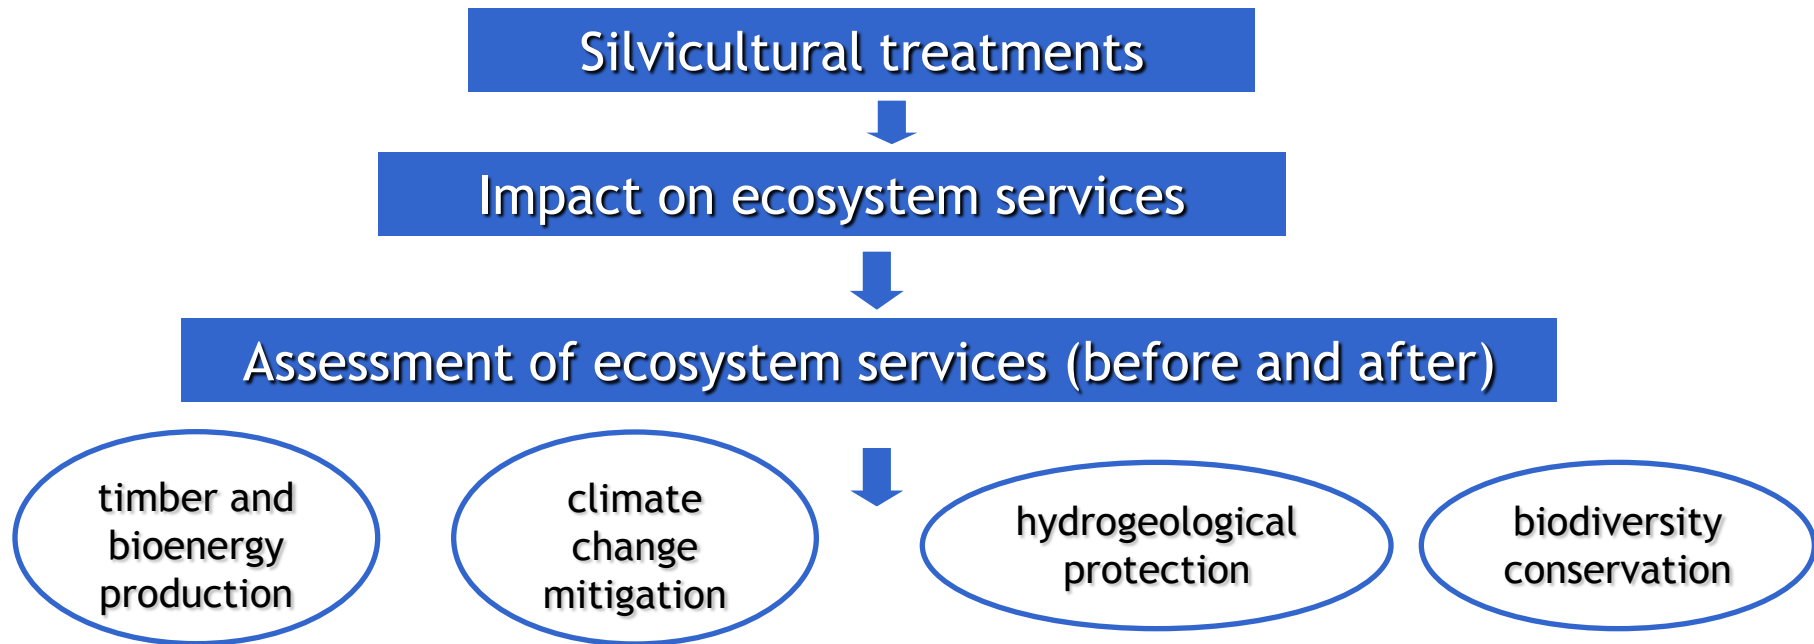 Silvicultural treatments
Impact on ecosystem services
Assessment of ecosystem services (before and after)
timber and
bioenergy
production
climate
change
mitigation
hydrogeological
protection
biodiversity
conservation